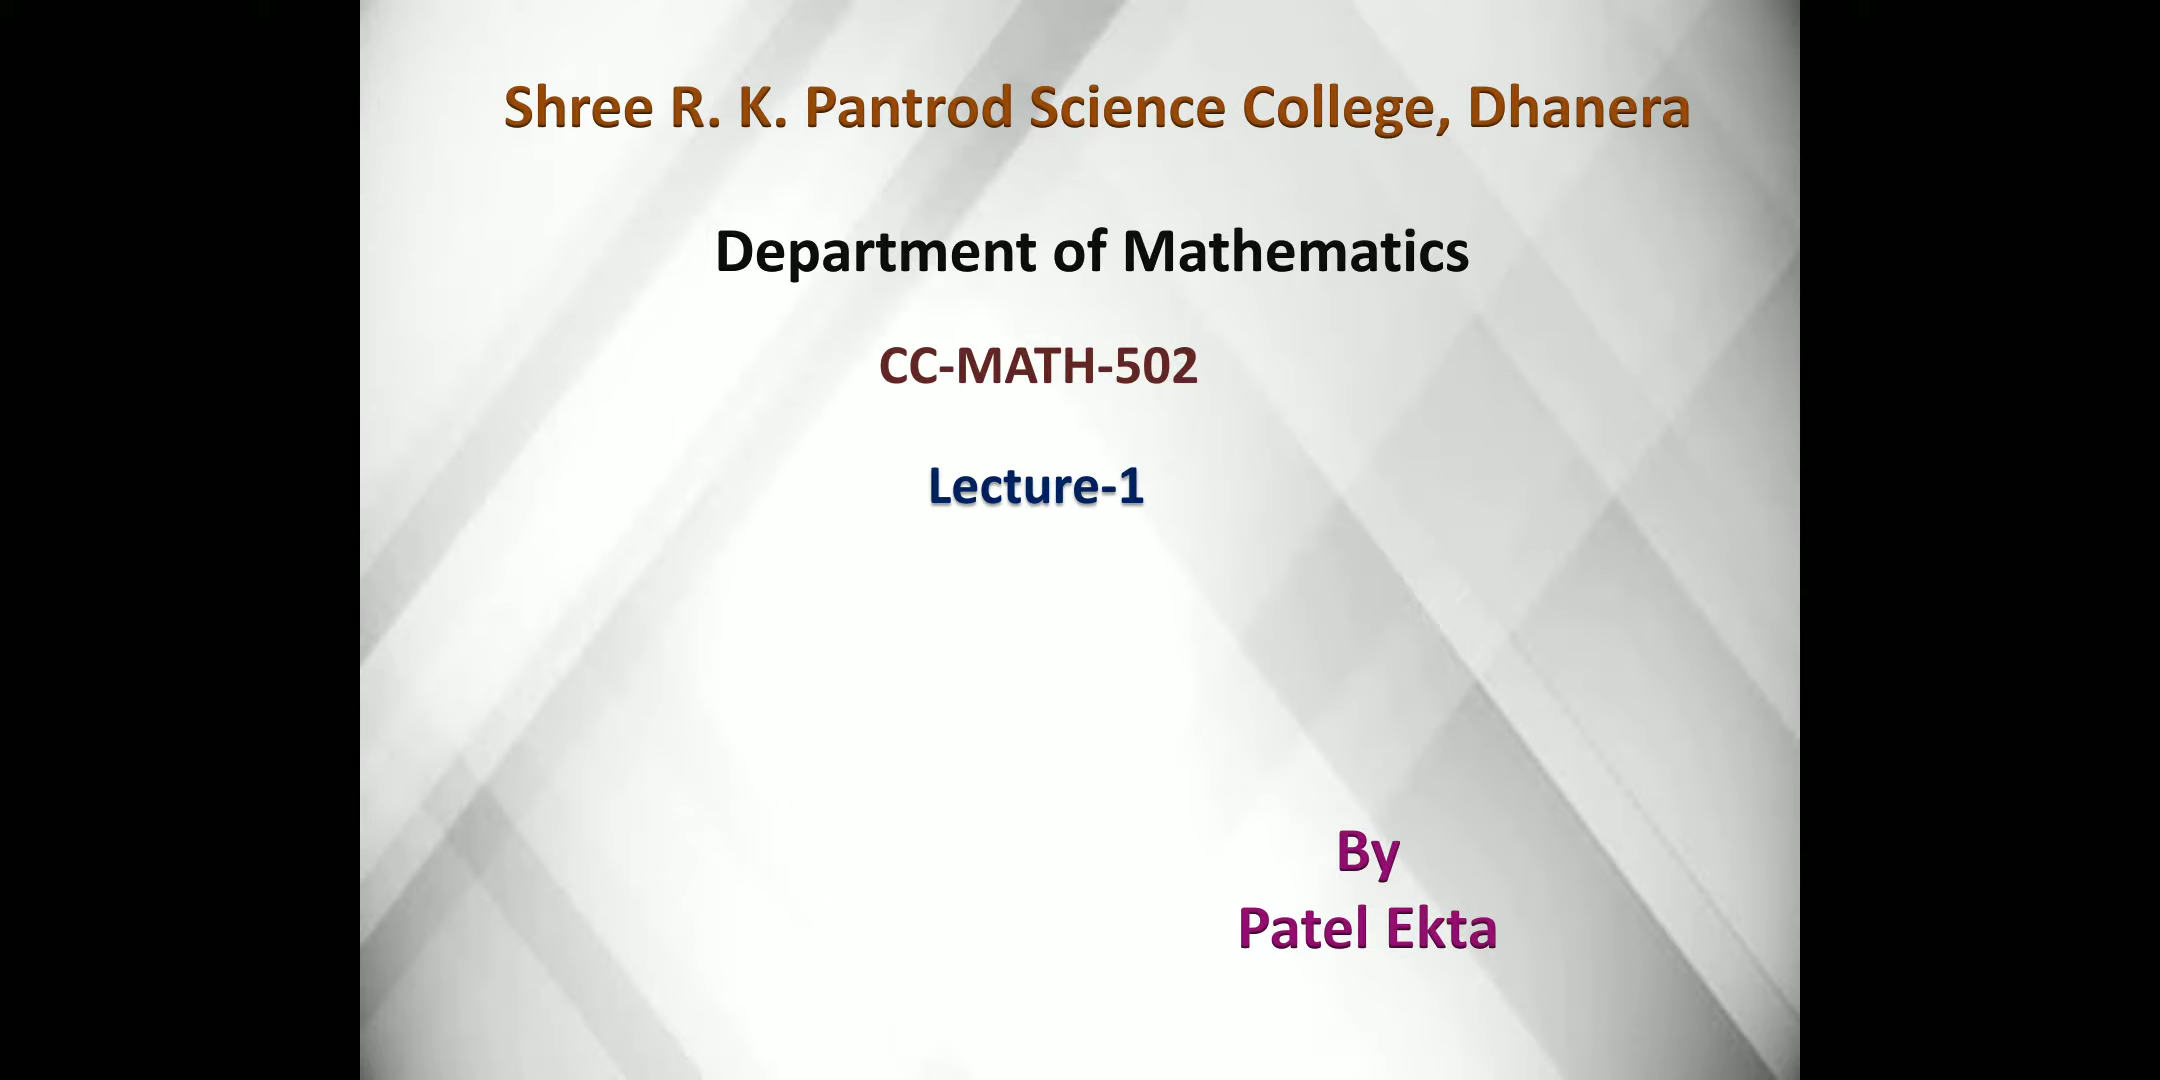 Shree R. K. Pantrod Science College, Dhanera
Department of Mathematics
CC-MATH-502
Lecture-1
By
Patel Ekta